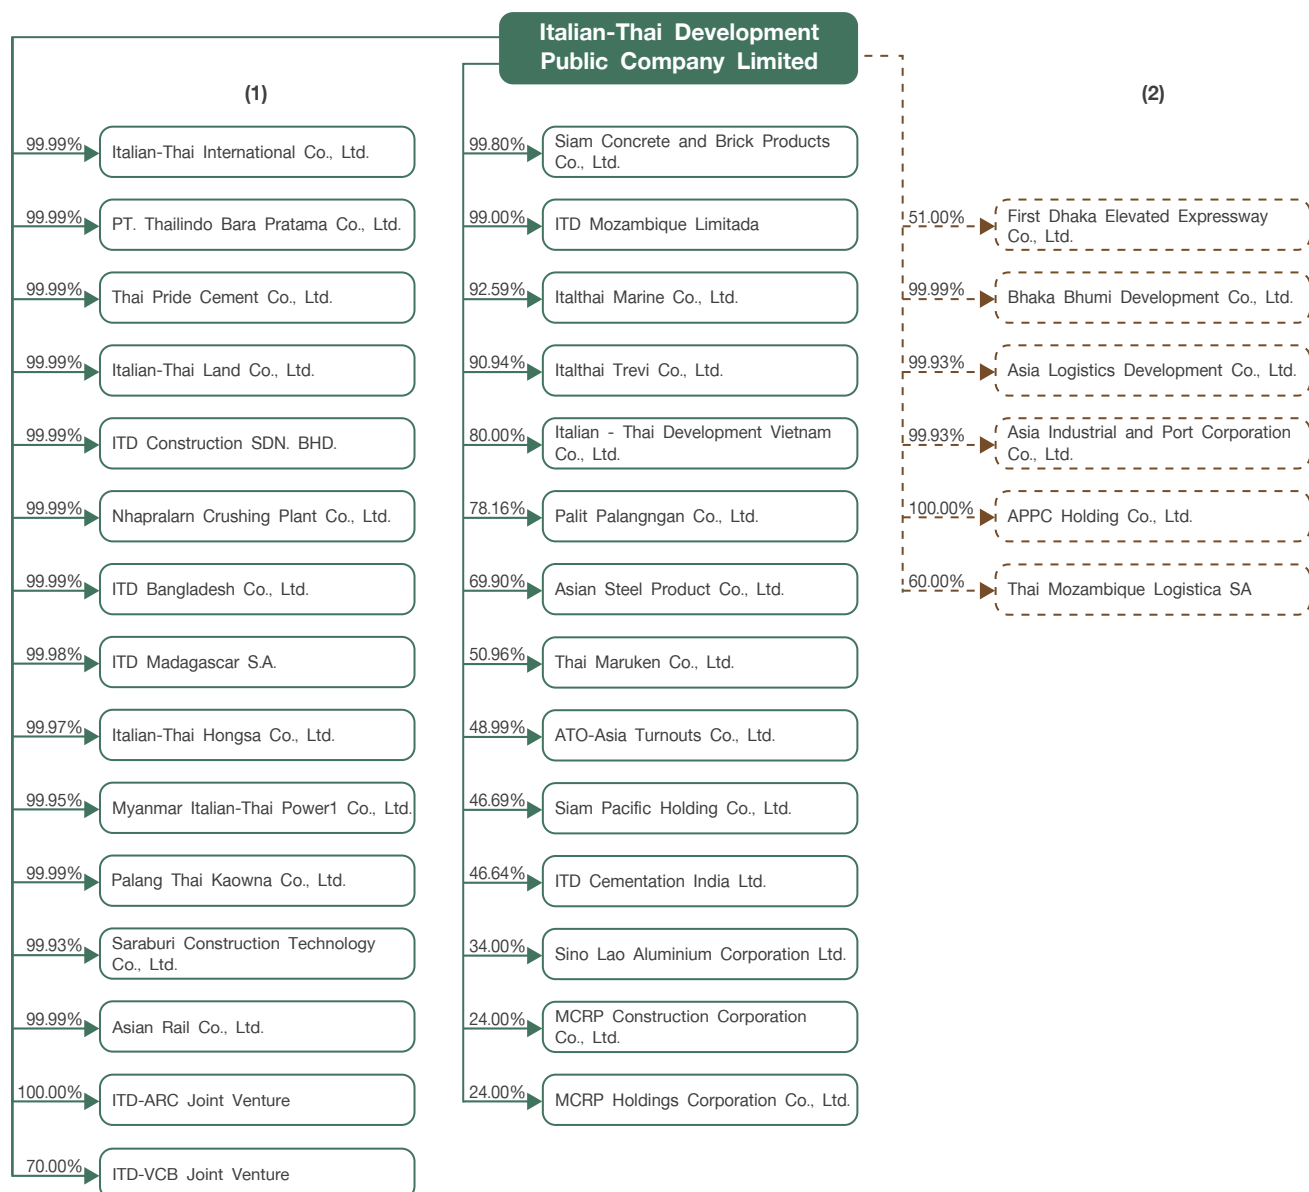 Italian-Thai Development
Public Company Limited
(1)
99.99%
Italian-Thai International Co., Ltd.
99.99%
PT. Thailindo Bara Pratama Co., Ltd.
99.99%
Thai Pride Cement Co., Ltd.
99.99%
Italian-Thai Land Co., Ltd.
99.99%
ITD Construction SDN. BHD.
99.99%
Nhapralarn Crushing Plant Co., Ltd.
99.99%
ITD Bangladesh Co., Ltd.
99.98%
ITD Madagascar S.A.
99.97%
Italian-Thai Hongsa Co., Ltd.
99.95%
Myanmar Italian-Thai Power1 Co., Ltd.
99.99%
Palang Thai Kaowna Co., Ltd.
99.93%
Saraburi Construction Technology
Co., Ltd.
99.99%
Asian Rail Co., Ltd.
100.00%
ITD-ARC Joint Venture
70.00%
ITD-VCB Joint Venture
99.80%
Siam Concrete and Brick Products
Co., Ltd.
99.00%
ITD Mozambique Limitada
92.59%
Italthai Marine Co., Ltd.
90.94%
Italthai Trevi Co., Ltd.
80.00%
Italian - Thai Development Vietnam
Co., Ltd.
78.16%
Palit Palangngan Co., Ltd.
69.90%
Asian Steel Product Co., Ltd.
50.96%
Thai Maruken Co., Ltd.
48.99%
ATO-Asia Turnouts Co., Ltd.
46.69%
Siam Pacific Holding Co., Ltd.
46.64%
ITD Cementation India Ltd.
34.00%
Sino Lao Aluminium Corporation Ltd.
24.00%
MCRP Construction Corporation
Co., Ltd.
24.00%
MCRP Holdings Corporation Co., Ltd.
(2)
51.00%
First Dhaka Elevated Expressway
Co., Ltd.
99.99%
Bhaka Bhumi Development Co., Ltd.
99.93%
Asia Logistics Development Co., Ltd.
99.93%
Asia Industrial and Port Corporation
Co., Ltd.
100.00%
APPC Holding Co., Ltd.
60.00%
Thai Mozambique Logistica SA